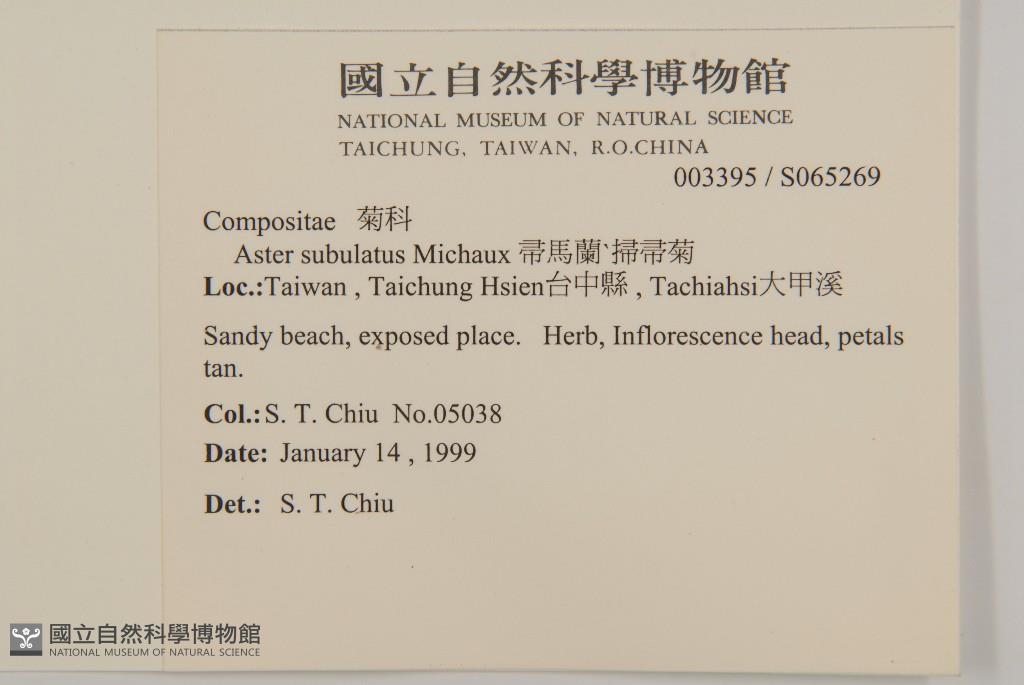 國立自然科學博物館
NATIONAL MUSEUM OF NATURAL SCIENCE
TAICHUNG, TAIWAN, R.O.CHINA
003395 / S065269
Compositae 菊科
Aster subulatus Michaux 帚馬蘭、掃帚菊
Loc.:Taiwan , Taichung Hsien台中縣 , Tachiahsi大甲溪
Sandy beach, exposed place. Herb, Inflorescence head, petals
tan.
Col.:S. T. Chiu No.05038
Date: January 14 , 1999
Det.: S. T. Chiu
國立自然科學博物館
NATIONAL MUSEUM OF NATURAL SCIENCE